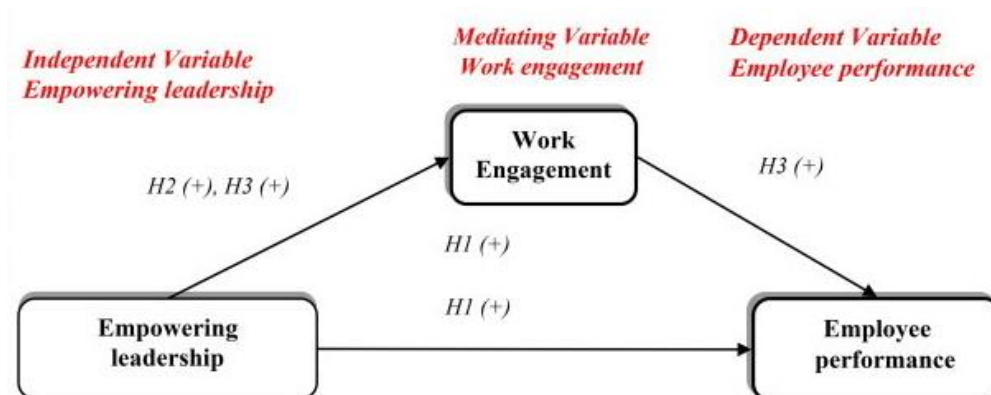 Independent Variable
Empowering leadership
Mediating Variable
Work engagement
Dependent Variable
Employee performance
Work
Engagement
H2 (+), H3 (+)
H3 (+)
H1 (+)
H1 (+)
Empowering
leadership
Employee
performance